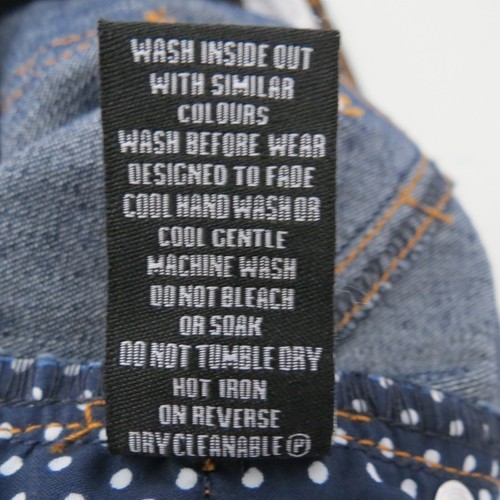 WASH INSIDE OUT
WITH SIMILAR
COLOURS
WASH BEFORE WEAR
DESIGNED TO FADE
COOL HAND WASH OR
COOL GENTLE
MACHINE WASH
DO NOT BLEACH
OR SOAK
DO NOT TUMBLE DRY
HOT IRON
ON REVERSE
DRY CLEANABLE Ⓟ